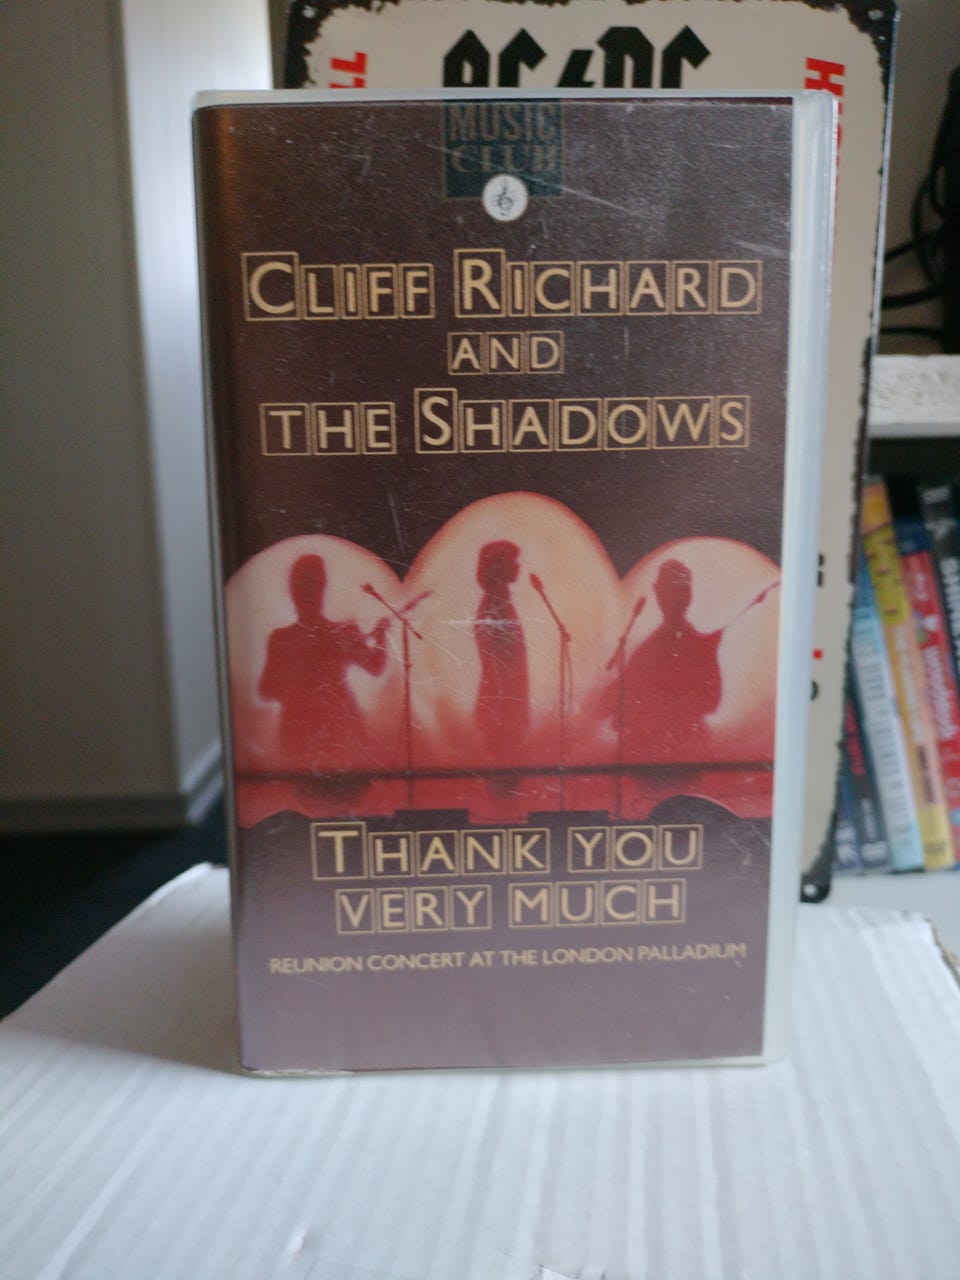 AC/DC
MUSIC
CLUB
CLIFF RICHARD
AND
THE SHADOWS
THANK YOU
VERY MUCH
REUNION CONCERT AT THE LONDON PALLADIUM